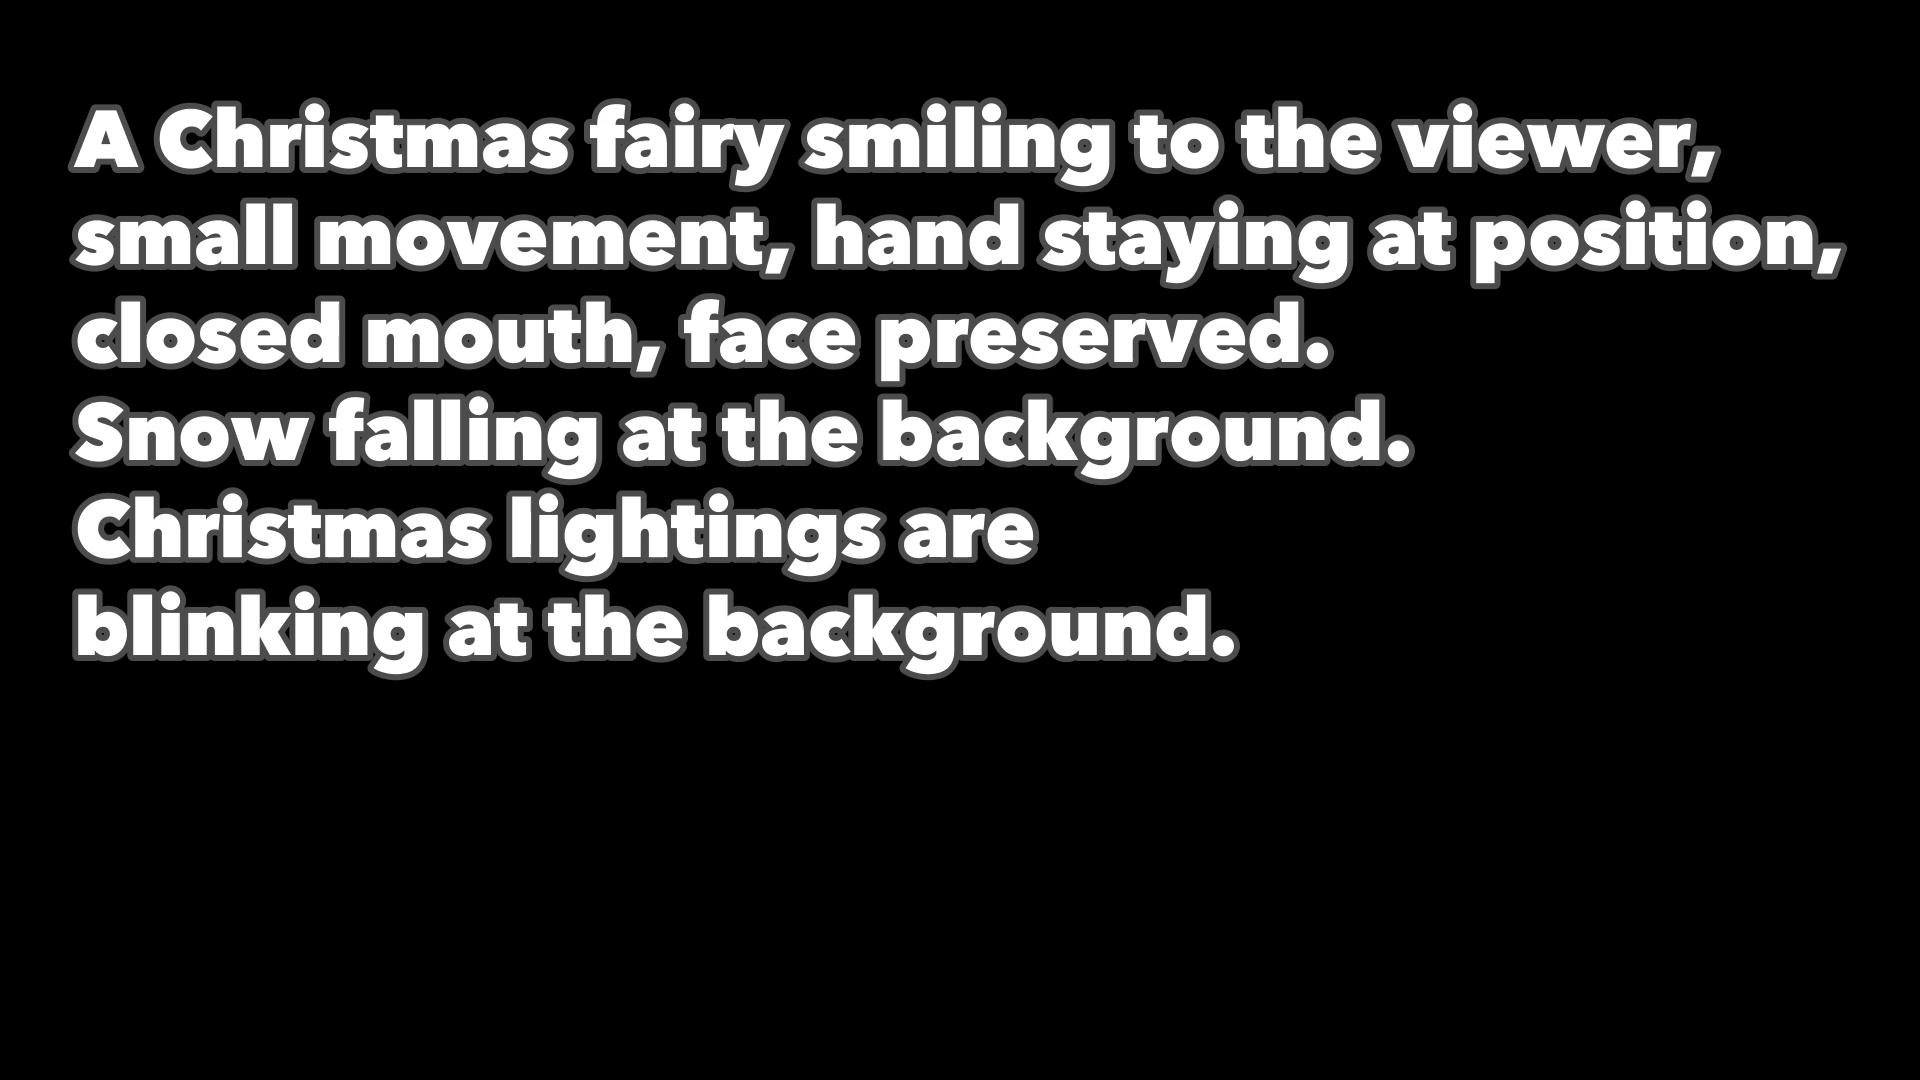 A Christmas fairy smiling to the viewer,
small movement, hand staying at position,
closed mouth, face preserved.
Snow falling at the background.
Christmas lightings are
blinking at the background.